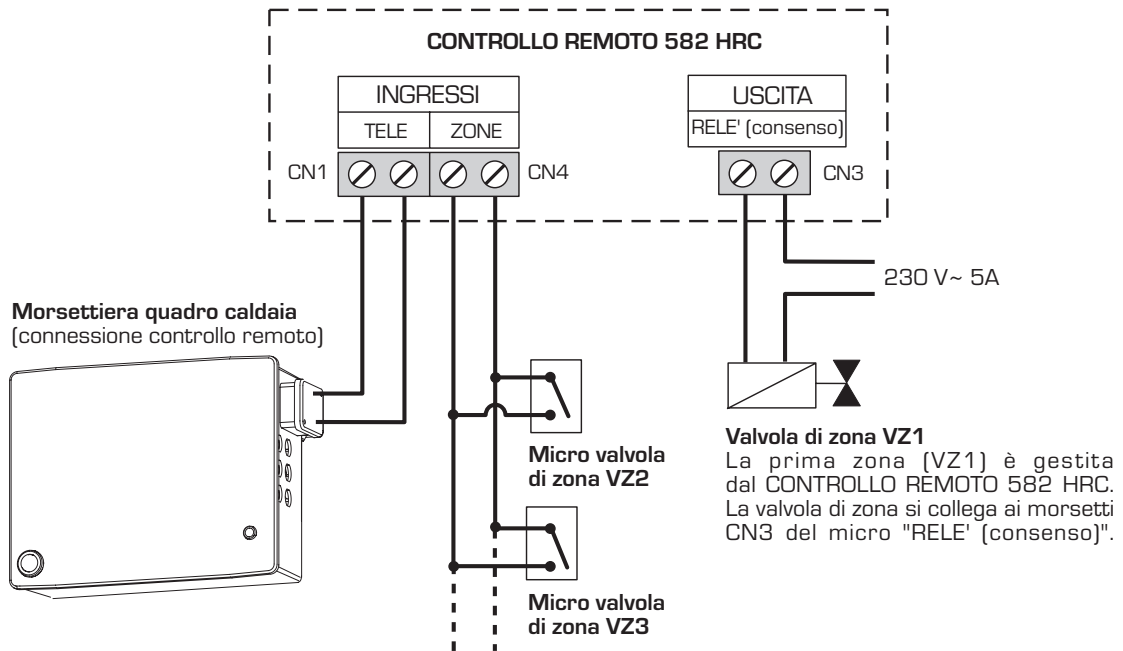 CONTROLLO REMOTO 582 HRC
INGRESSI
TELE ZONE
CN1
CN4
USCITA
RELE' (consenso)
CN3
230 V~ 5A
Morsettiera quadro caldaia
(connessione controllo remoto)
Micro valvola
di zona VZ2
Valvola di zona VZ1
La prima zona (VZ1) è gestita
dal CONTROLLO REMOTO 582 HRC.
La valvola di zona si collega ai morsetti
CN3 del micro "RELE' (consenso)".
Micro valvola
di zona VZ3